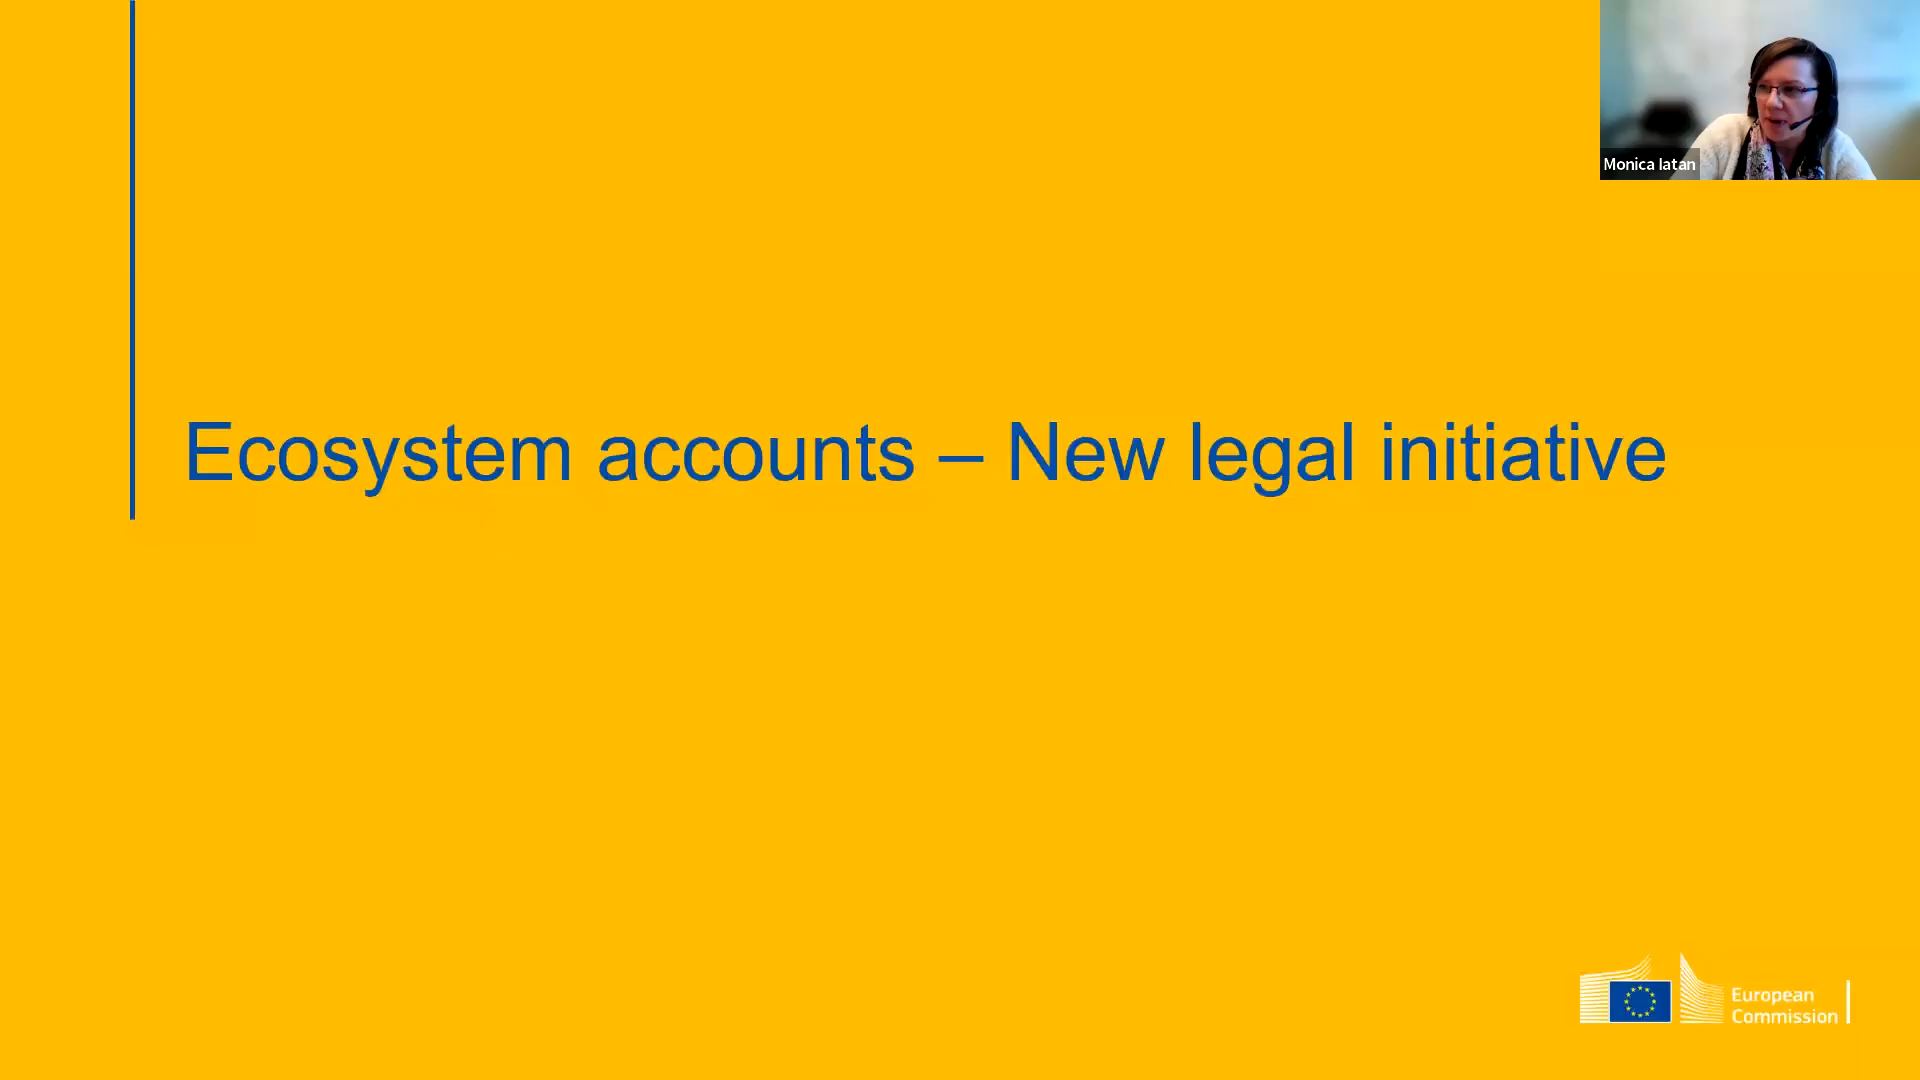 Monica Iatan
Ecosystem accounts – New legal initiative
European
Commission